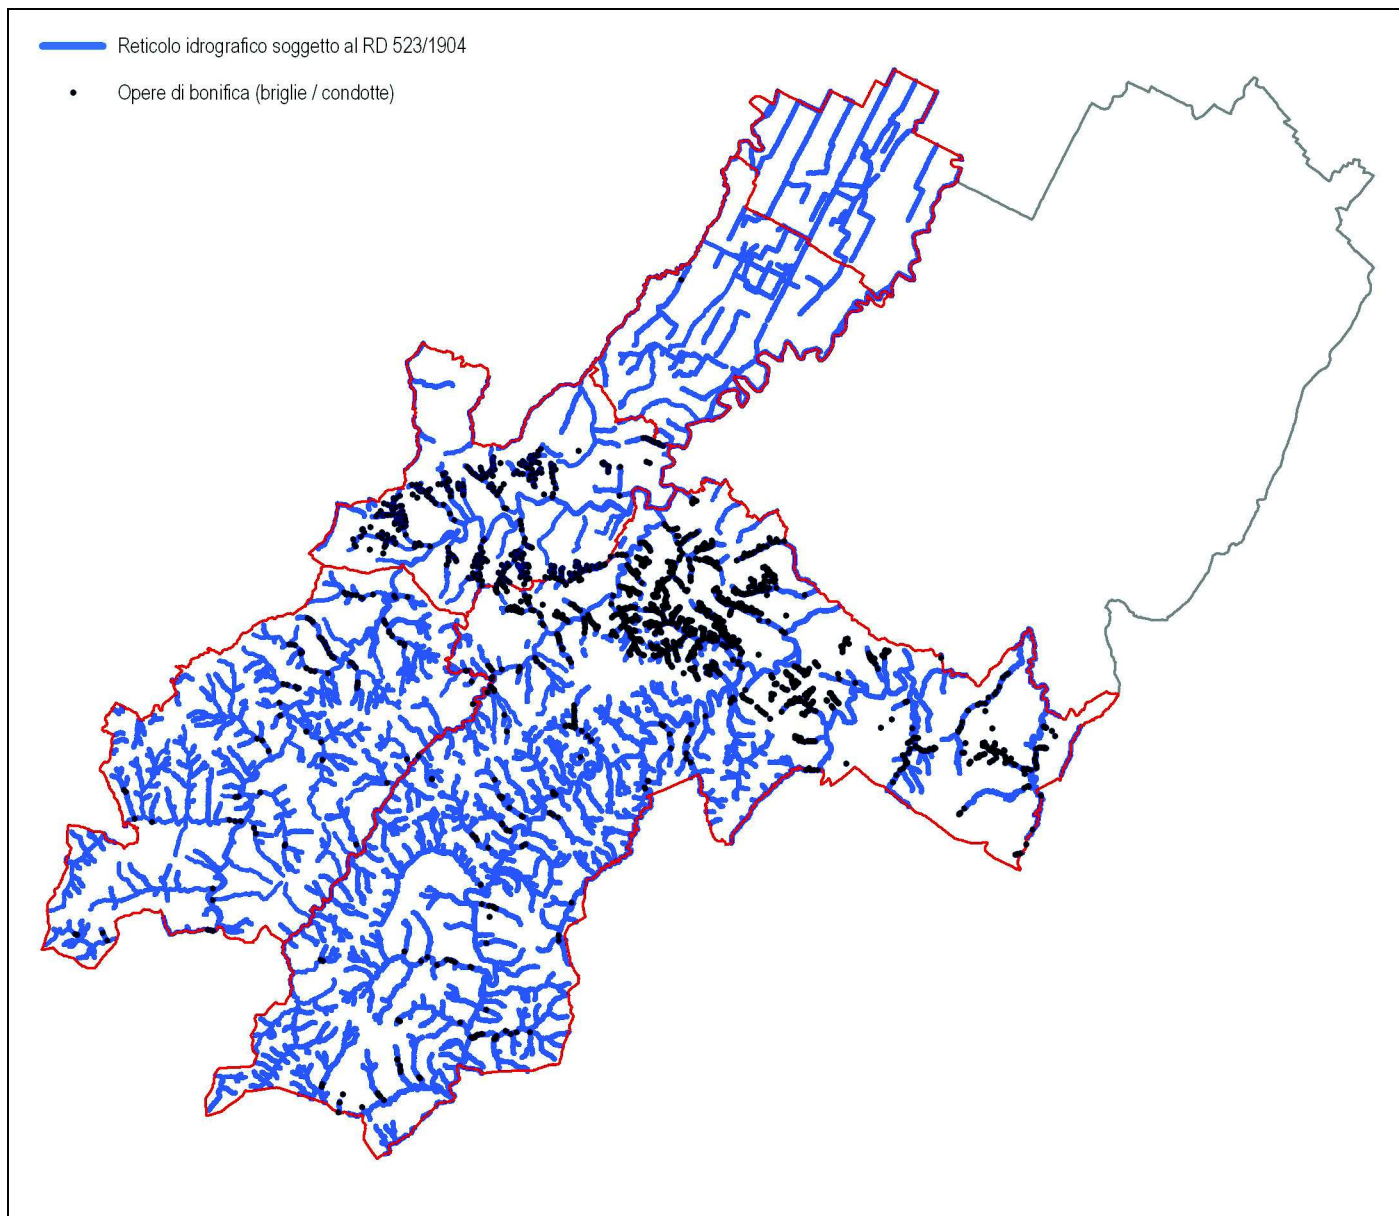 Reticolo idrografico soggetto al RD 523/1904
Opere di bonifica (briglie / condotte)